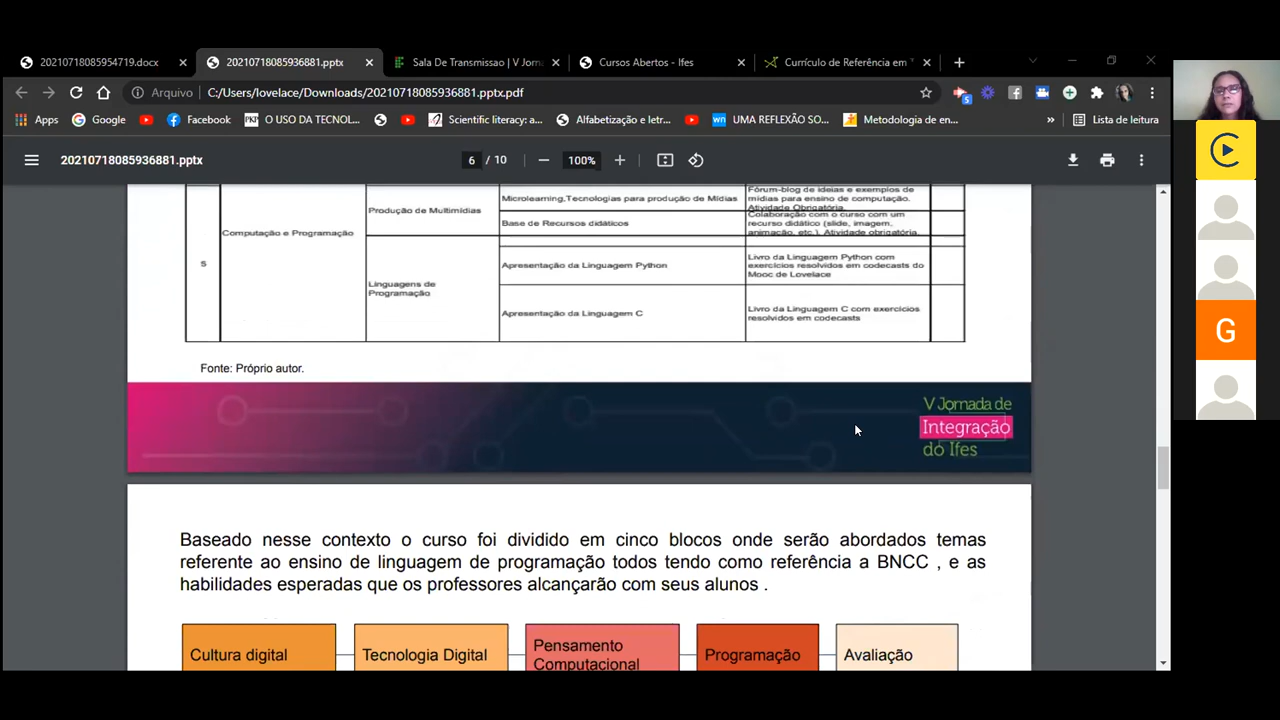 20210718085954719.docx
20210718085936881.pptx
Sala De Transmissao | V Jorn
Cursos Abertos - Ifes
Currículo de Referência em
Arquivo
C:/Users/lovelace/Downloads/20210718085936881.pptx.pdf
5
Apps
Google
Facebook
O USO DA TECNOL...
Scientific literacy: a...
Alfabetização e letr...
wn
UMA REFLEXÃO SO...
Metodologia de en...
»
Lista de leitura
20210718085936881.pptx
6 / 10
100%
Produção de Multimídias
Microlearning,Tecnologias para produção de Mídias
Fórum-blog de ideias e exemplos de
mídias para ensino de computação.
Atividade Obrigatória.
Base de Recursos didáticos
Colaboração com o curso com um
recurso didático (slide, imagem,
animação, etc.). Atividade obrigatória.
5
Computação e Programação
Linguagens de
Programação
Apresentação da Linguagem Python
Livro da Linguagem Python com
exercícios resolvidos em codecasts do
Mooc de Lovelace
Apresentação da Linguagem C
Livro da Linguagem C com exercícios
resolvidos em codecasts
Fonte: Próprio autor.
V Jornada de
Integração
do Ifes
Baseado nesse contexto o curso foi dividido em cinco blocos onde serão abordados temas
referente ao ensino de linguagem de programação todos tendo como referência a BNCC , e as
habilidades esperadas que os professores alcançarão com seus alunos .
Cultura digital
Tecnologia Digital
Pensamento
Computacional
Programação
Avaliação
G